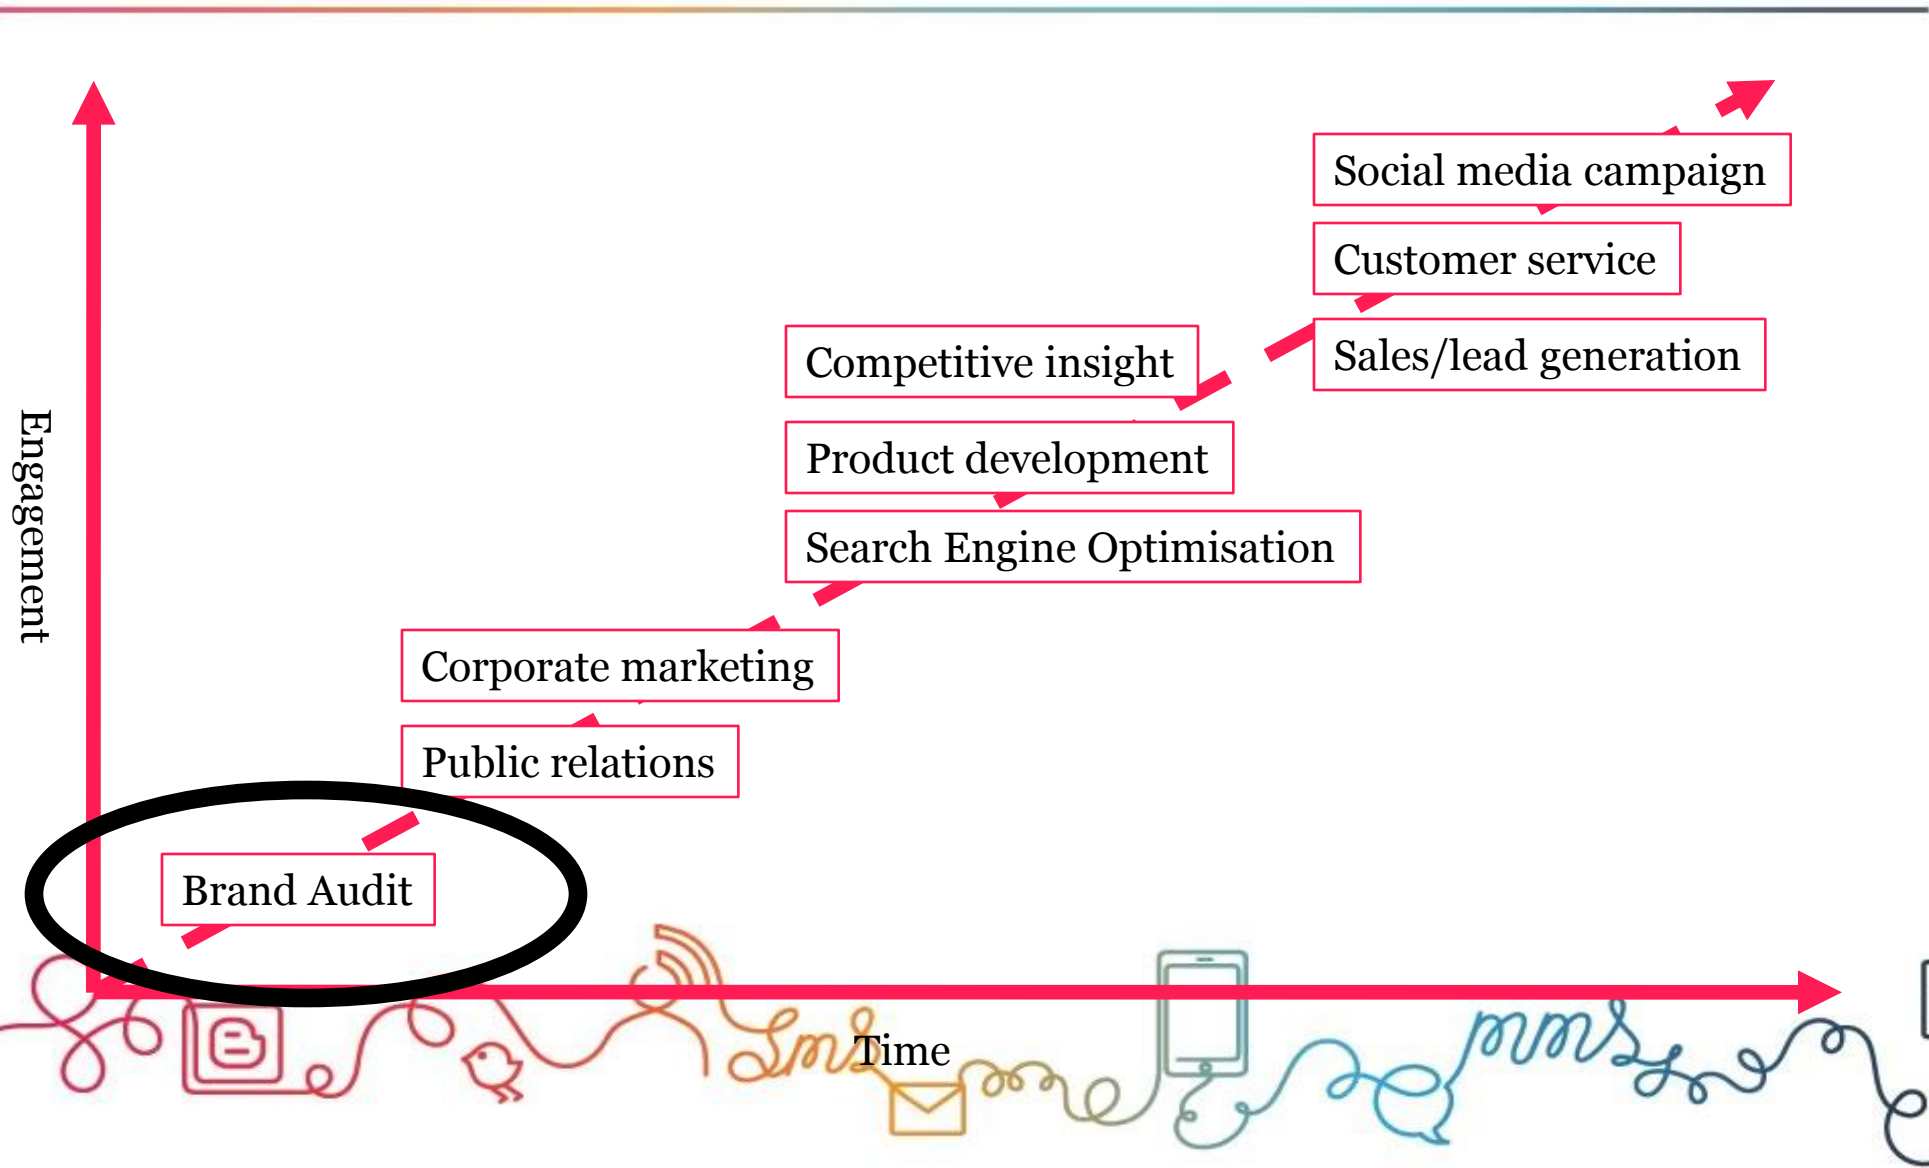 Social media campaign
Customer service
Competitive insight
Sales/lead generation
Product development
Engagement
Search Engine Optimisation
Corporate marketing
Public relations
Brand Audit
sms
Time
mms